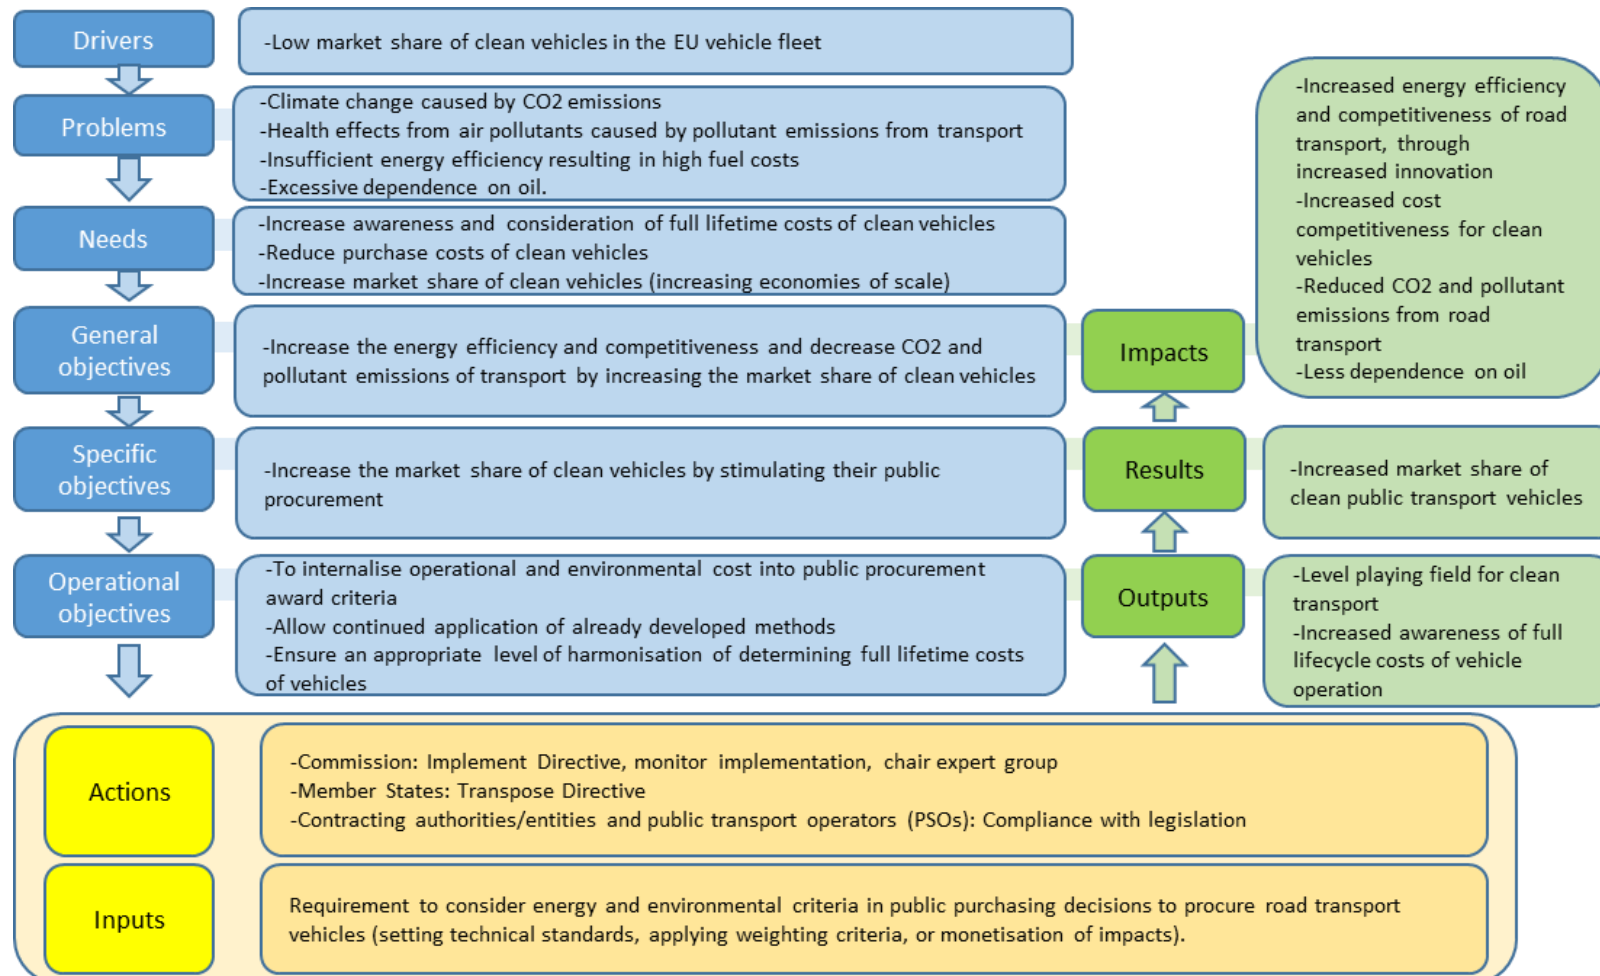 Drivers
-Low market share of clean vehicles in the EU vehicle fleet
Problems
-Climate change caused by CO2 emissions
-Health effects from air pollutants caused by pollutant emissions from transport
-Insufficient energy efficiency resulting in high fuel costs
-Excessive dependence on oil.
Needs
-Increase awareness and consideration of full lifetime costs of clean vehicles
-Reduce purchase costs of clean vehicles
-Increase market share of clean vehicles (increasing economies of scale)
General
objectives
-Increase the energy efficiency and competitiveness and decrease CO2 and
pollutant emissions of transport by increasing the market share of clean vehicles
Impacts
-Increased energy efficiency
and competitiveness of road
transport, through
increased innovation
-Increased cost
competitiveness for clean
vehicles
-Reduced CO2 and pollutant
emissions from road
transport
-Less dependence on oil
Specific
objectives
-Increase the market share of clean vehicles by stimulating their public
procurement
Results
-Increased market share of
clean public transport vehicles
Operational
objectives
-To internalise operational and environmental cost into public procurement
award criteria
-Allow continued application of already developed methods
-Ensure an appropriate level of harmonisation of determining full lifetime costs
of vehicles
Outputs
-Level playing field for clean
transport
-Increased awareness of full
lifecycle costs of vehicle
operation
Actions
-Commission: Implement Directive, monitor implementation, chair expert group
-Member States: Transpose Directive
-Contracting authorities/entities and public transport operators (PSOs): Compliance with legislation
Inputs
Requirement to consider energy and environmental criteria in public purchasing decisions to procure road transport
vehicles (setting technical standards, applying weighting criteria, or monetisation of impacts).